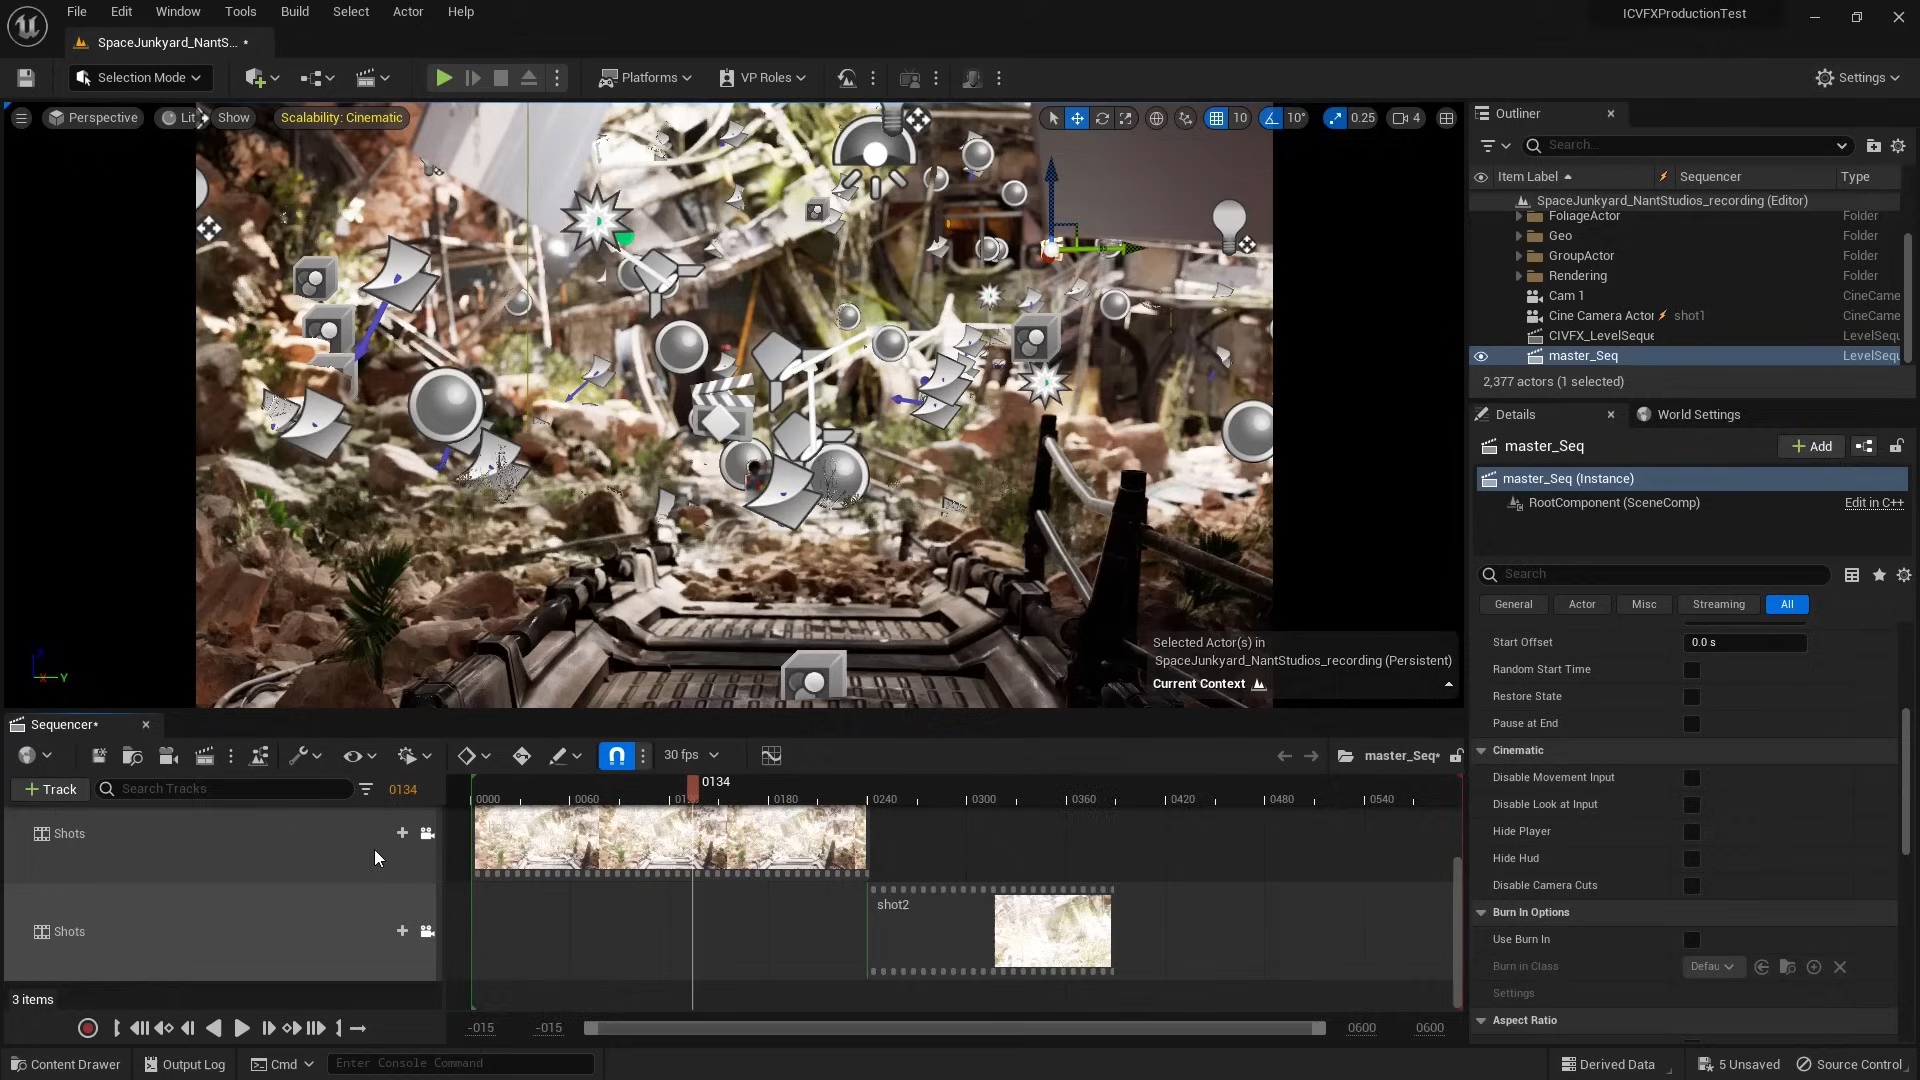 File Edit Window Tools Build Select Actor Help
ICVFXProductionTest
SpaceJunkyard_NantS... •
Selection Mode
Platforms
VP Roles
Settings
Perspective
Lit
Show
Scalability: Cinematic
10
10°
0.25
4
Outliner
Search...
Item Label
Sequencer
Type
SpaceJunkyard_NantStudios_recording (Editor)
FoliageActor Folder
Geo Folder
GroupActor Folder
Rendering Folder
Cam 1 CineCame
Cine Camera Actor shot1 CineCame
CIVFX_LevelSeque LevelSequ
master_Seq LevelSequ
2,377 actors (1 selected)
Details
World Settings
master_Seq
Add
master_Seq (Instance)
RootComponent (SceneComp)
Edit in C++
Search
General Actor Misc Streaming All
Start Offset 0.0 s
Random Start Time
Restore State
Pause at End
Cinematic
Disable Movement Input
Disable Look at Input
Hide Player
Hide Hud
Disable Camera Cuts
Burn In Options
Use Burn In
Burn in Class Defau
Settings
Aspect Ratio
Selected Actor(s) in
SpaceJunkyard_NantStudios_recording (Persistent)
Current Context
X Y
Sequencer*
30 fps
master_Seq*
+ Track
Search Tracks
0134
0134
0000 0060 0180 0240 0300 0360 0420 0480 0540
Shots
Shots
shot2
3 items
-015 -015 0600 0600
Content Drawer
Output Log
Cmd
Enter Console Command
Derived Data
5 Unsaved
Source Control